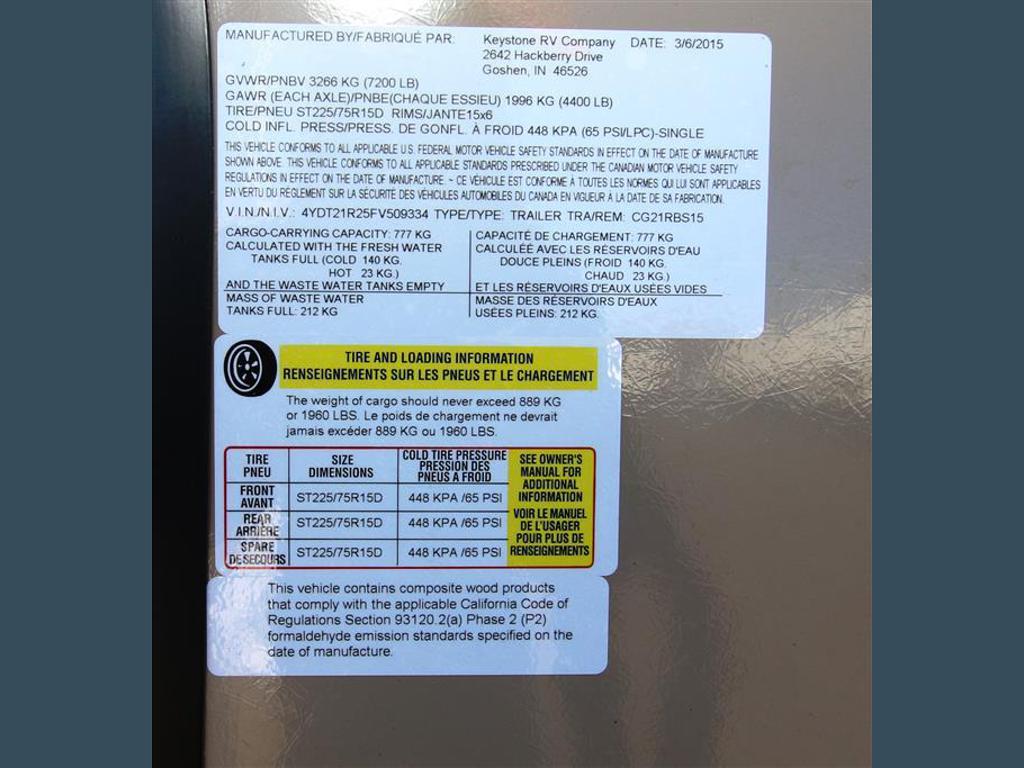 MANUFACTURED BY/FABRIQUÉ PAR: Keystone RV Company DATE: 3/6/2015
2642 Hackberry Drive
Goshen, IN 46526
GVWR/PNBV 3266 KG (7200 LB)
GAWR (EACH AXLE)/PNBE(CHAQUE ESSIEU) 1996 KG (4400 LB)
TIRE/PNEU ST225/75R15D RIMS/JANTE15x6
COLD INFL. PRESS/PRESS. DE GONFL. À FROID 448 KPA (65 PSI/LPC)-SINGLE
THIS VEHICLE CONFORMS TO ALL APPLICABLE U.S. FEDERAL MOTOR VEHICLE SAFETY STANDARDS IN EFFECT ON THE DATE OF MANUFACTURE
SHOWN ABOVE. THIS VEHICLE CONFORMS TO ALL APPLICABLE STANDARDS PRESCRIBED UNDER THE CANADIAN MOTOR VEHICLE SAFETY
REGULATIONS IN EFFECT ON THE DATE OF MANUFACTURE. ~ CE VÉHICULE EST CONFORME À TOUTES LES NORMES QUI LUI SONT APPLICABLES
EN VERTU DU RÉGLEMENT SUR LA SÉCURITÉ DES VÉHICULES AUTOMOBILES DU CANADA EN VIGUEUR À LA DATE DE SA FABRICATION.
V.I.N./N.I.V.: 4YDT21R25FV509334 TYPE/TYPE: TRAILER TRA/REM: CG21RBS15
CARGO-CARRYING CAPACITY: 777 KG
CALCULATED WITH THE FRESH WATER
TANKS FULL (COLD 140 KG.
HOT 23 KG.)
AND THE WASTE WATER TANKS EMPTY
MASS OF WASTE WATER
TANKS FULL: 212 KG
CAPACITÉ DE CHARGEMENT: 777 KG
CALCULÉE AVEC LES RÉSERVOIRS D'EAU
DOUCE PLEINS (FROID 140 KG.
CHAUD 23 KG.)
ET LES RÉSERVOIRS D'EAUX USÉES VIDES
MASSE DES RÉSERVOIRS D'EAUX
USÉES PLEINS: 212 KG.
TIRE AND LOADING INFORMATION
RENSEIGNEMENTS SUR LES PNEUS ET LE CHARGEMENT
The weight of cargo should never exceed 889 KG
or 1960 LBS. Le poids de chargement ne devrait
jamais excéder 889 KG ou 1960 LBS.
TIRE
PNEU
SIZE
DIMENSIONS
COLD TIRE PRESSURE
PRESSION DES
PNEUS A FROID
FRONT
AVANT
ST225/75R15D
448 KPA /65 PSI
REAR
ARRIÈRE
ST225/75R15D
448 KPA /65 PSI
SPARE
DE SECOURS
ST225/75R15D
448 KPA /65 PSI
SEE OWNER'S
MANUAL FOR
ADDITIONAL
INFORMATION
VOIR LE MANUEL
DE L'USAGER
POUR PLUS DE
RENSEIGNEMENTS
This vehicle contains composite wood products
that comply with the applicable California Code of
Regulations Section 93120.2(a) Phase 2 (P2)
formaldehyde emission standards specified on the
date of manufacture.